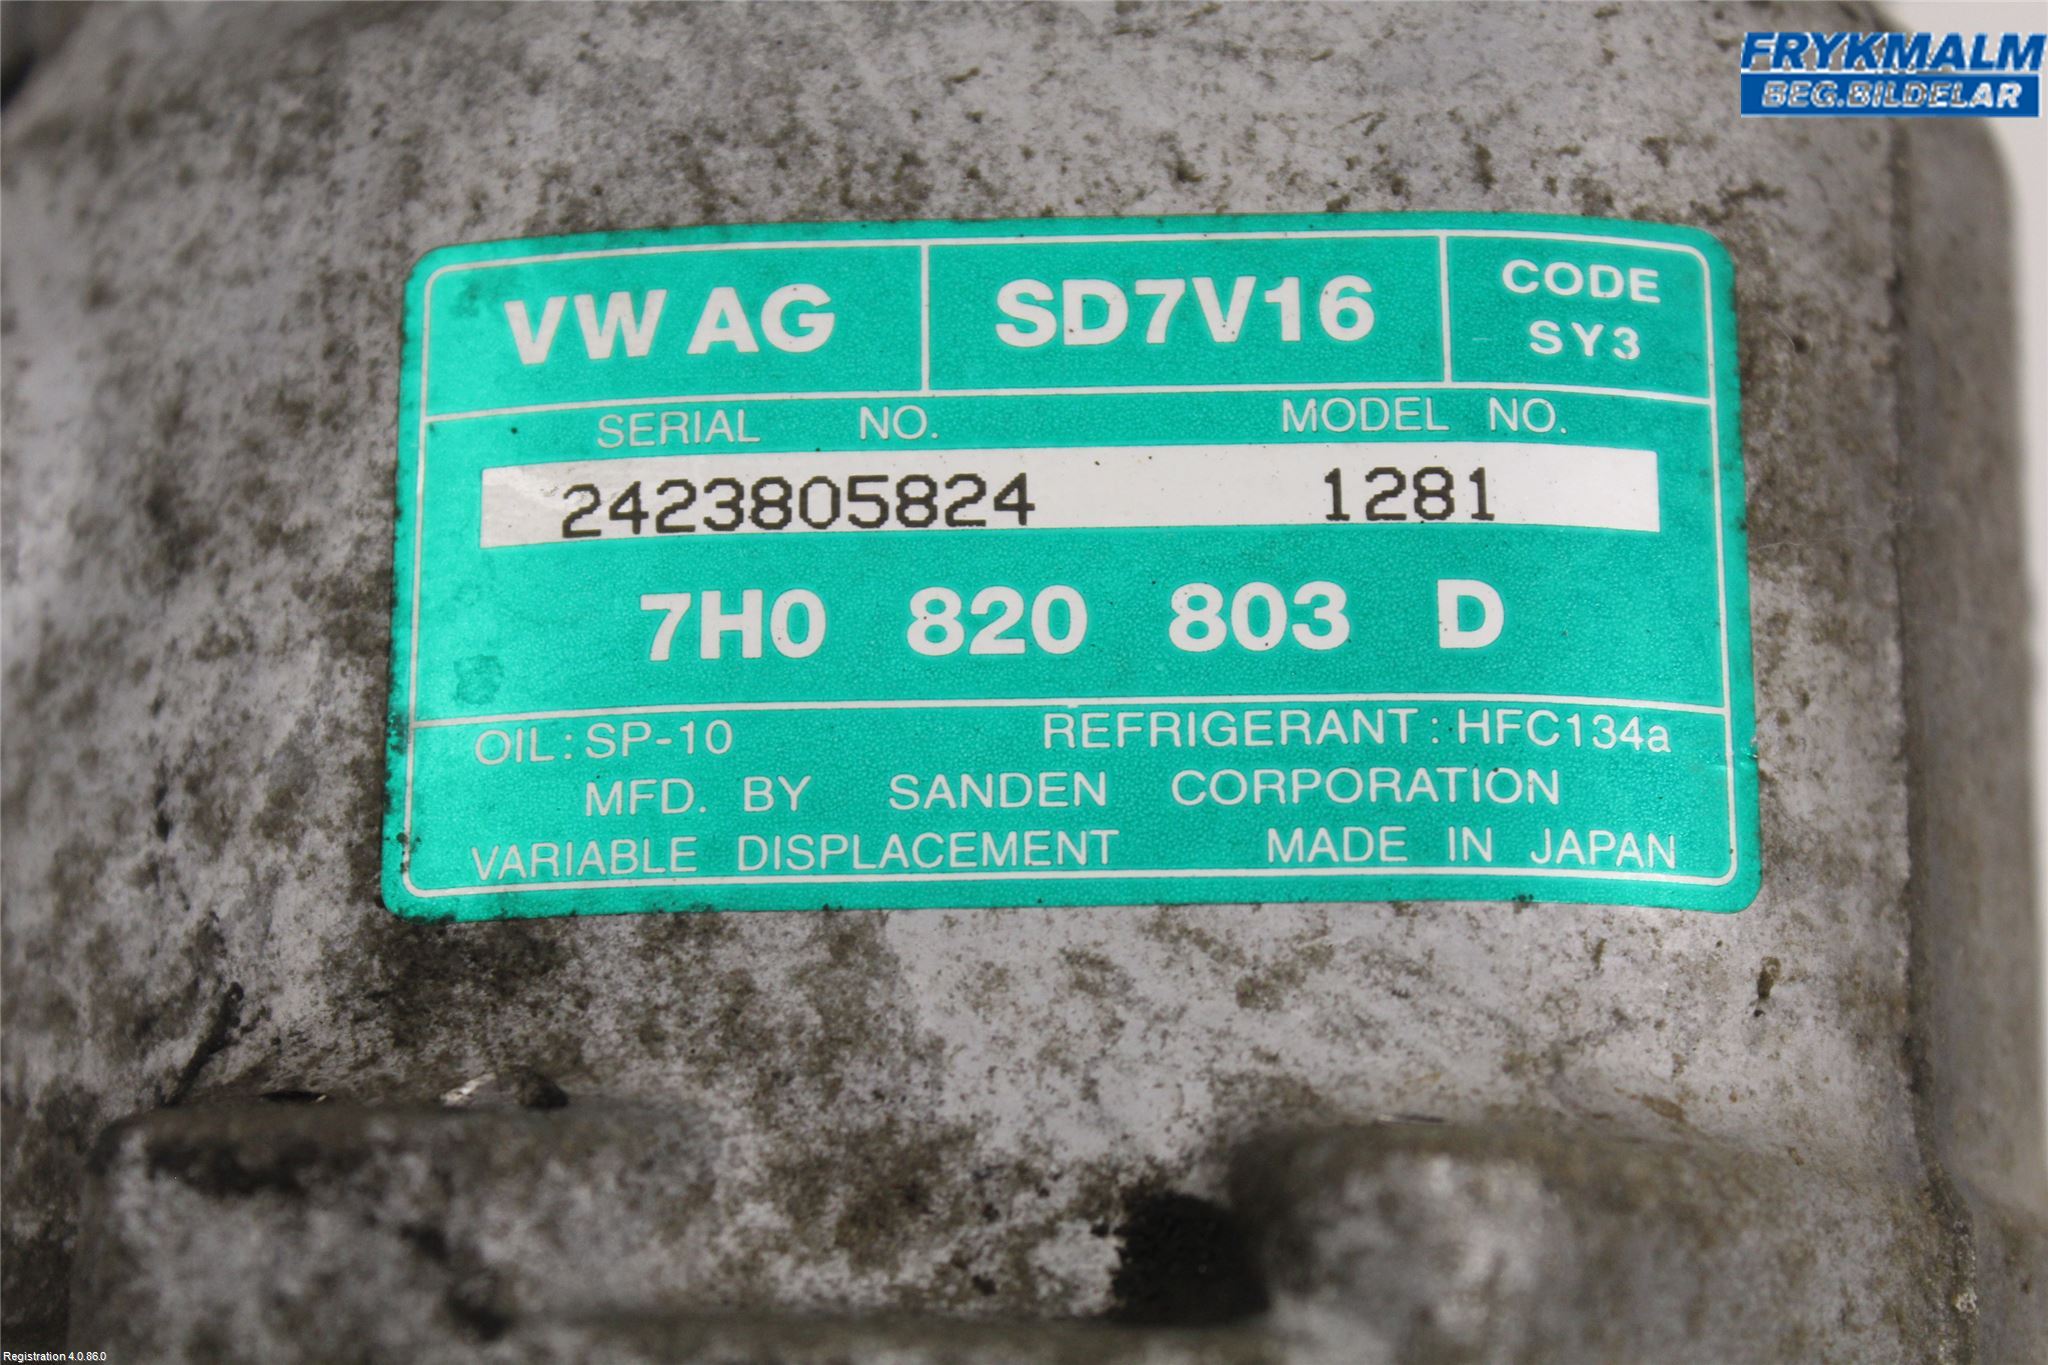 FRYKMALM
BEG.BILDELAR
VW AG SD7V16 CODE SY3
SERIAL NO. MODEL NO.
2423805824 1281
7H0 820 803 D
OIL: SP-10 REFRIGERANT: HFC134a
MFD. BY SANDEN CORPORATION
VARIABLE DISPLACEMENT MADE IN JAPAN
Registration 4.0.86.0